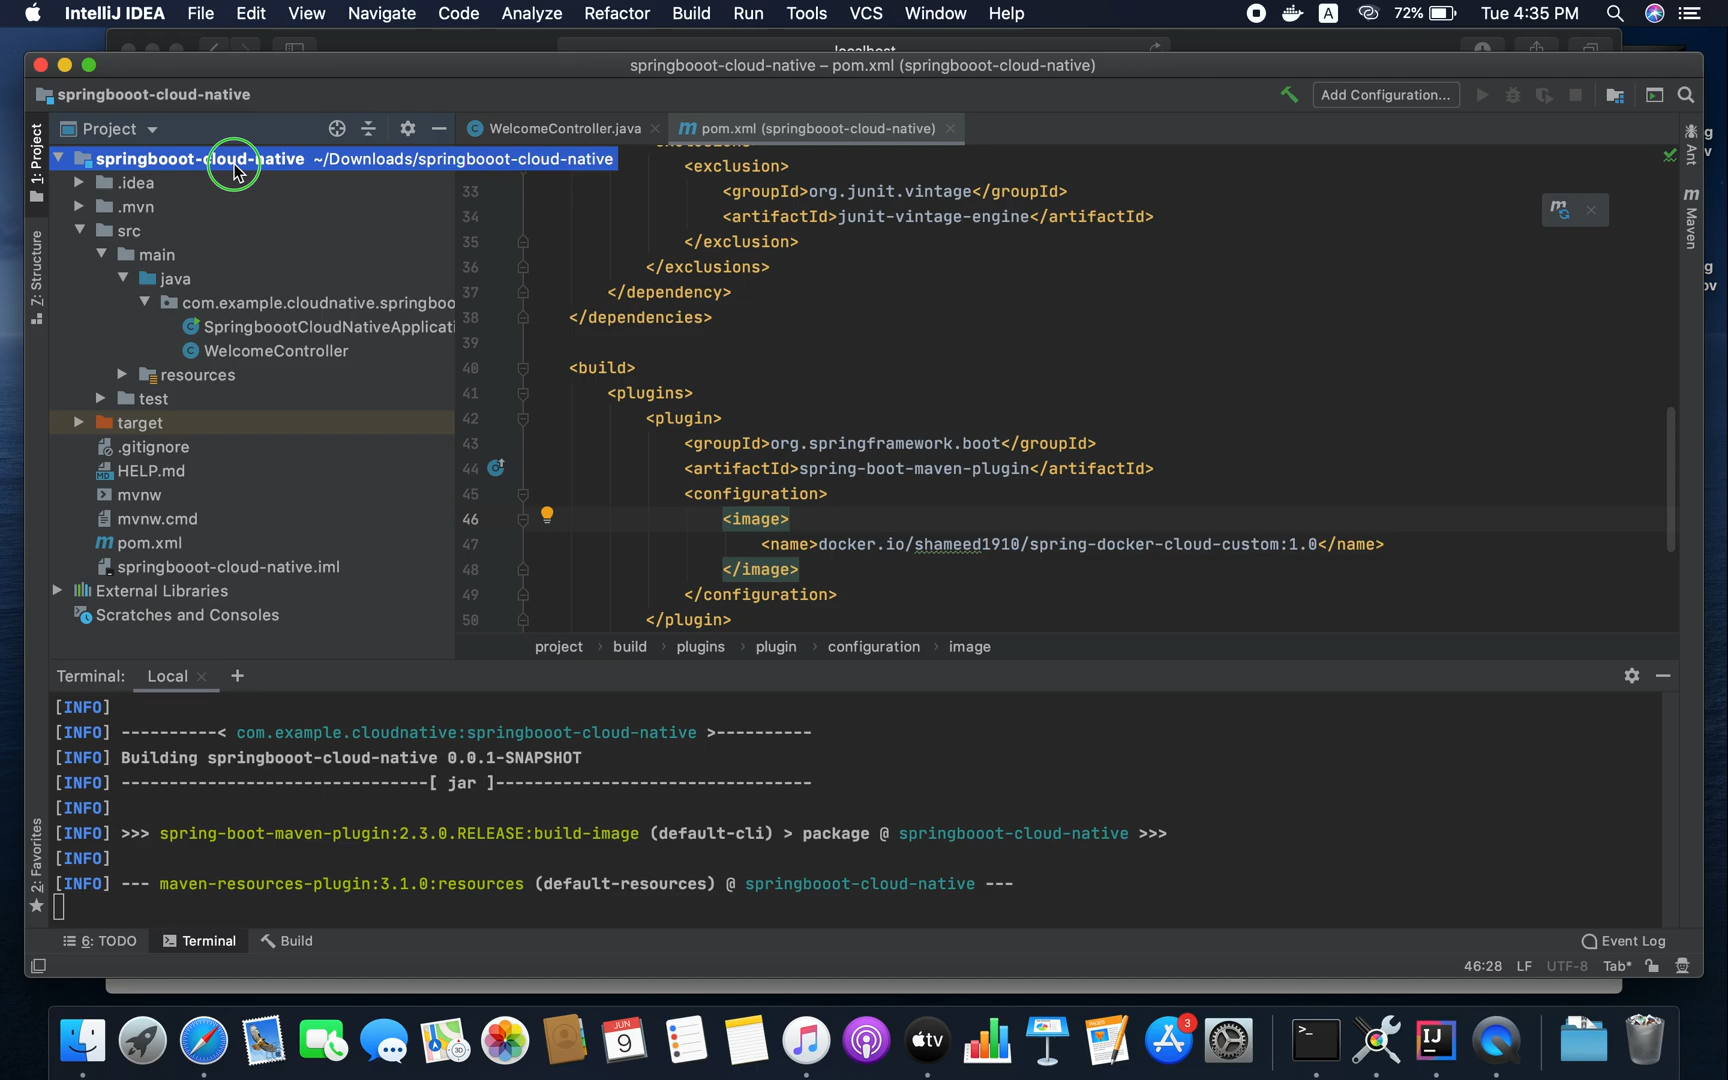 IntelliJ IDEA File Edit View Navigate Code Analyze Refactor Build Run Tools VCS Window Help A 72% Tue 4:35 PM
springbooot-cloud-native – pom.xml (springbooot-cloud-native)
springbooot-cloud-native Add Configuration...
Project WelcomeController.java pom.xml (springbooot-cloud-native)
1: Project
Z: Structure
2: Favorites
Ant
Maven
springbooot-cloud-native ~/Downloads/springbooot-cloud-native
.idea
.mvn
src
main
java
com.example.cloudnative.springboo
SpringboootCloudNativeApplicati
WelcomeController
resources
test
target
.gitignore
HELP.md
mvnw
mvnw.cmd
pom.xml
springbooot-cloud-native.iml
External Libraries
Scratches and Consoles
<exclusion>
33 <groupId>org.junit.vintage</groupId>
34 <artifactId>junit-vintage-engine</artifactId>
35 </exclusion>
36 </exclusions>
37 </dependency>
38 </dependencies>
39
40 <build>
41 <plugins>
42 <plugin>
43 <groupId>org.springframework.boot</groupId>
44 <artifactId>spring-boot-maven-plugin</artifactId>
45 <configuration>
46 <image>
47 <name>docker.io/shameed1910/spring-docker-cloud-custom:1.0</name>
48 </image>
49 </configuration>
50 </plugin>
project build plugins plugin configuration image
Terminal: Local
[INFO]
[INFO] ----------< com.example.cloudnative:springbooot-cloud-native >----------
[INFO] Building springbooot-cloud-native 0.0.1-SNAPSHOT
[INFO] --------------------------------[ jar ]---------------------------------
[INFO]
[INFO] >>> spring-boot-maven-plugin:2.3.0.RELEASE:build-image (default-cli) > package @ springbooot-cloud-native >>>
[INFO]
[INFO] --- maven-resources-plugin:3.1.0:resources (default-resources) @ springbooot-cloud-native ---
6: TODO Terminal Build Event Log
46:28 LF UTF-8 Tab*
JUN
9
3D
tv
3
IJ